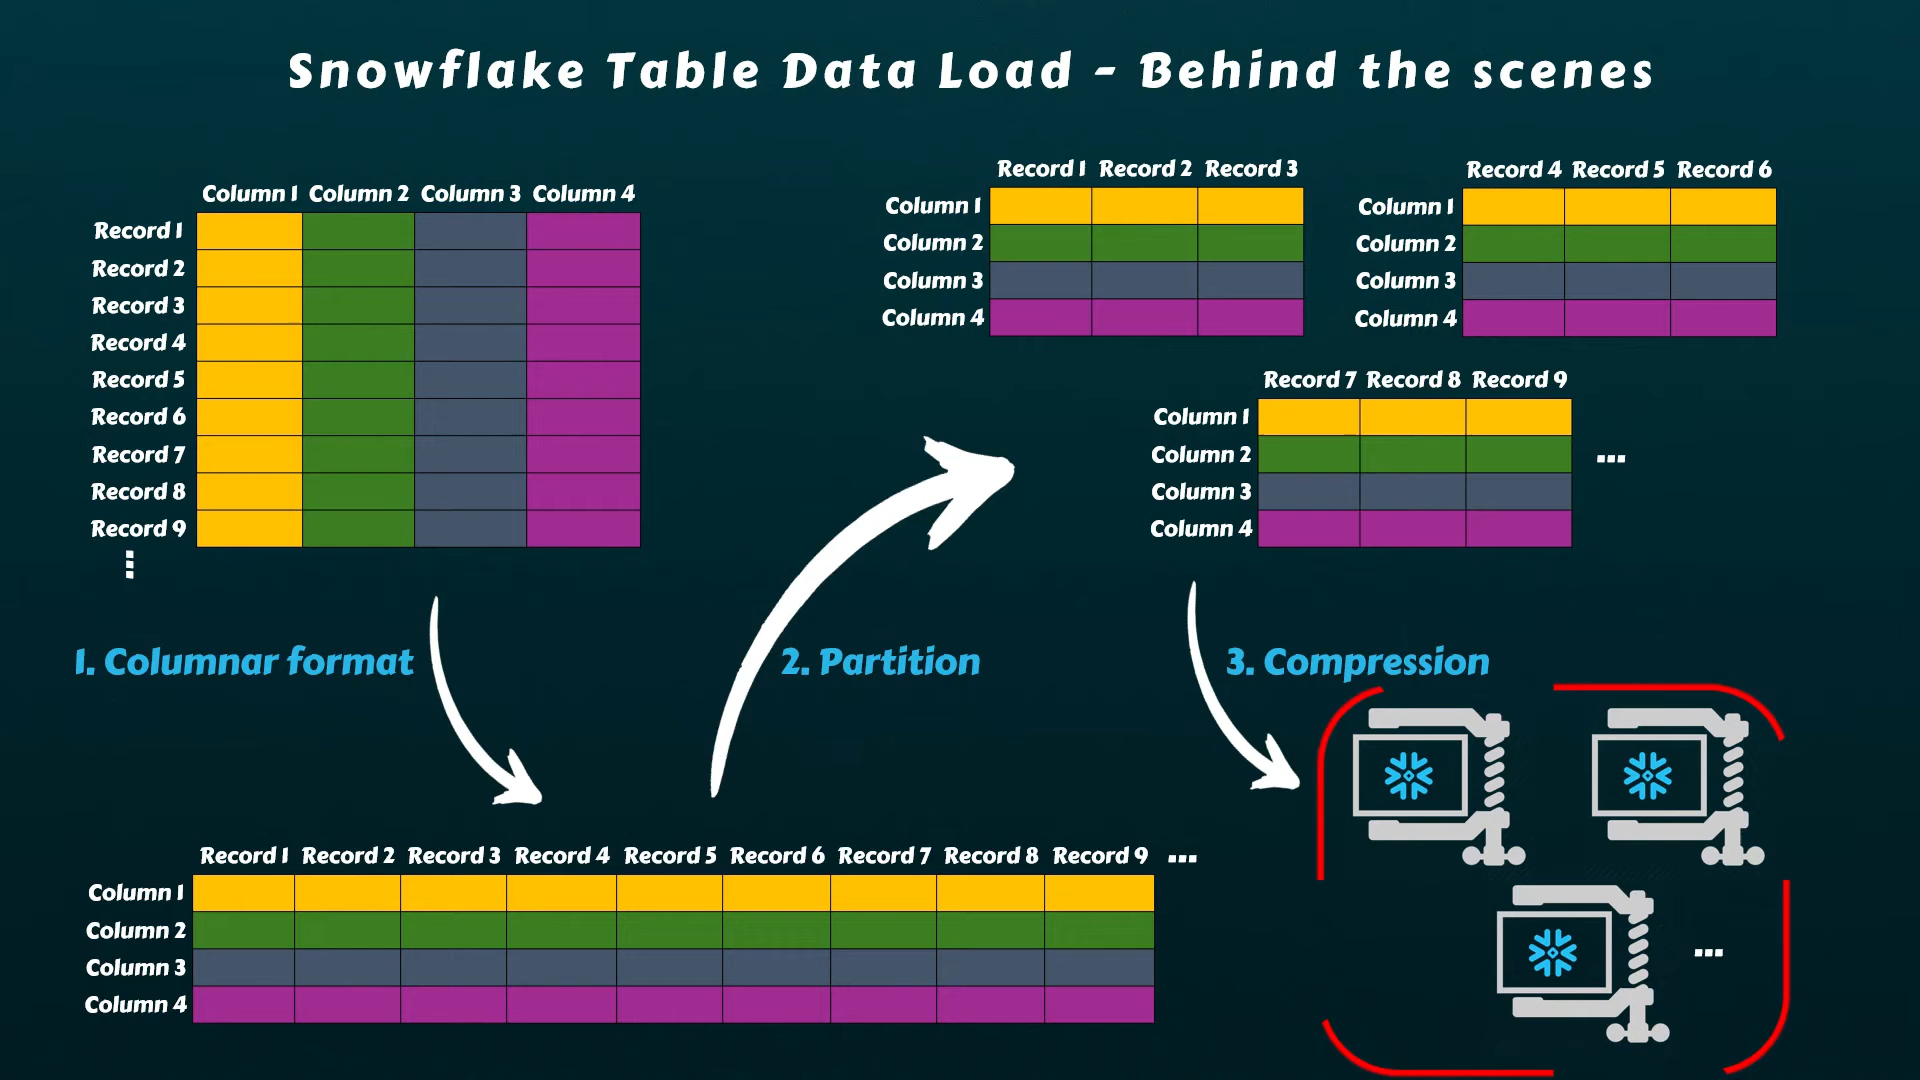 Snowflake Table Data Load - Behind the scenes
Column 1 Column 2 Column 3 Column 4
Record 1
Record 2
Record 3
Record 4
Record 5
Record 6
Record 7
Record 8
Record 9
...
Record 1 Record 2 Record 3
Column 1
Column 2
Column 3
Column 4
Record 4 Record 5 Record 6
Column 1
Column 2
Column 3
Column 4
Record 7 Record 8 Record 9
Column 1
Column 2
Column 3
Column 4
...
1. Columnar format
2. Partition
3. Compression
Record 1 Record 2 Record 3 Record 4 Record 5 Record 6 Record 7 Record 8 Record 9 ...
Column 1
Column 2
Column 3
Column 4
...